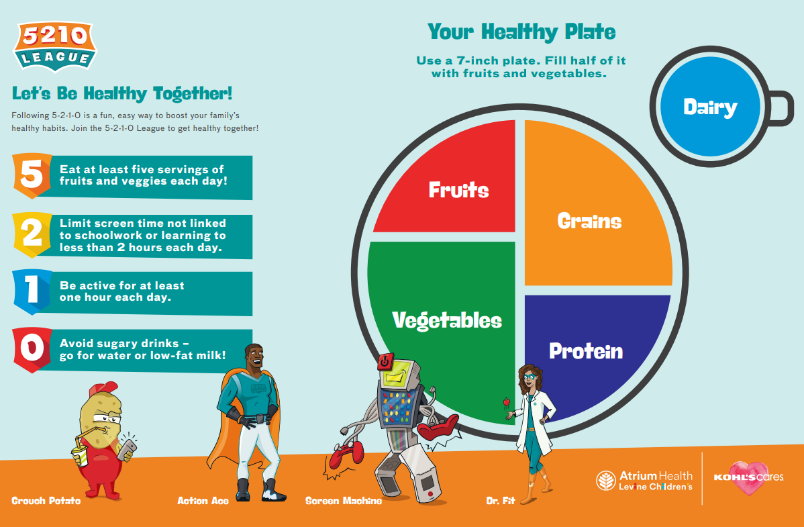 5210
LEAGUE
Let's Be Healthy Together!
Following 5-2-1-0 is a fun, easy way to boost your family's
healthy habits. Join the 5-2-1-0 League to get healthy together!
5
Eat at least five servings of
fruits and veggies each day!
2
Limit screen time not linked
to schoolwork or learning to
less than 2 hours each day.
1
Be active for at least
one hour each day.
0
Avoid sugary drinks –
go for water or low-fat milk!
Your Healthy Plate
Use a 7-inch plate. Fill half of it
with fruits and vegetables.
Dairy
Fruits
Grains
Vegetables
Protein
Crouch Potato
Action Ace
Screen Machine
Dr. Fit
Atrium Health
Levine Children's
KOHL'S cares